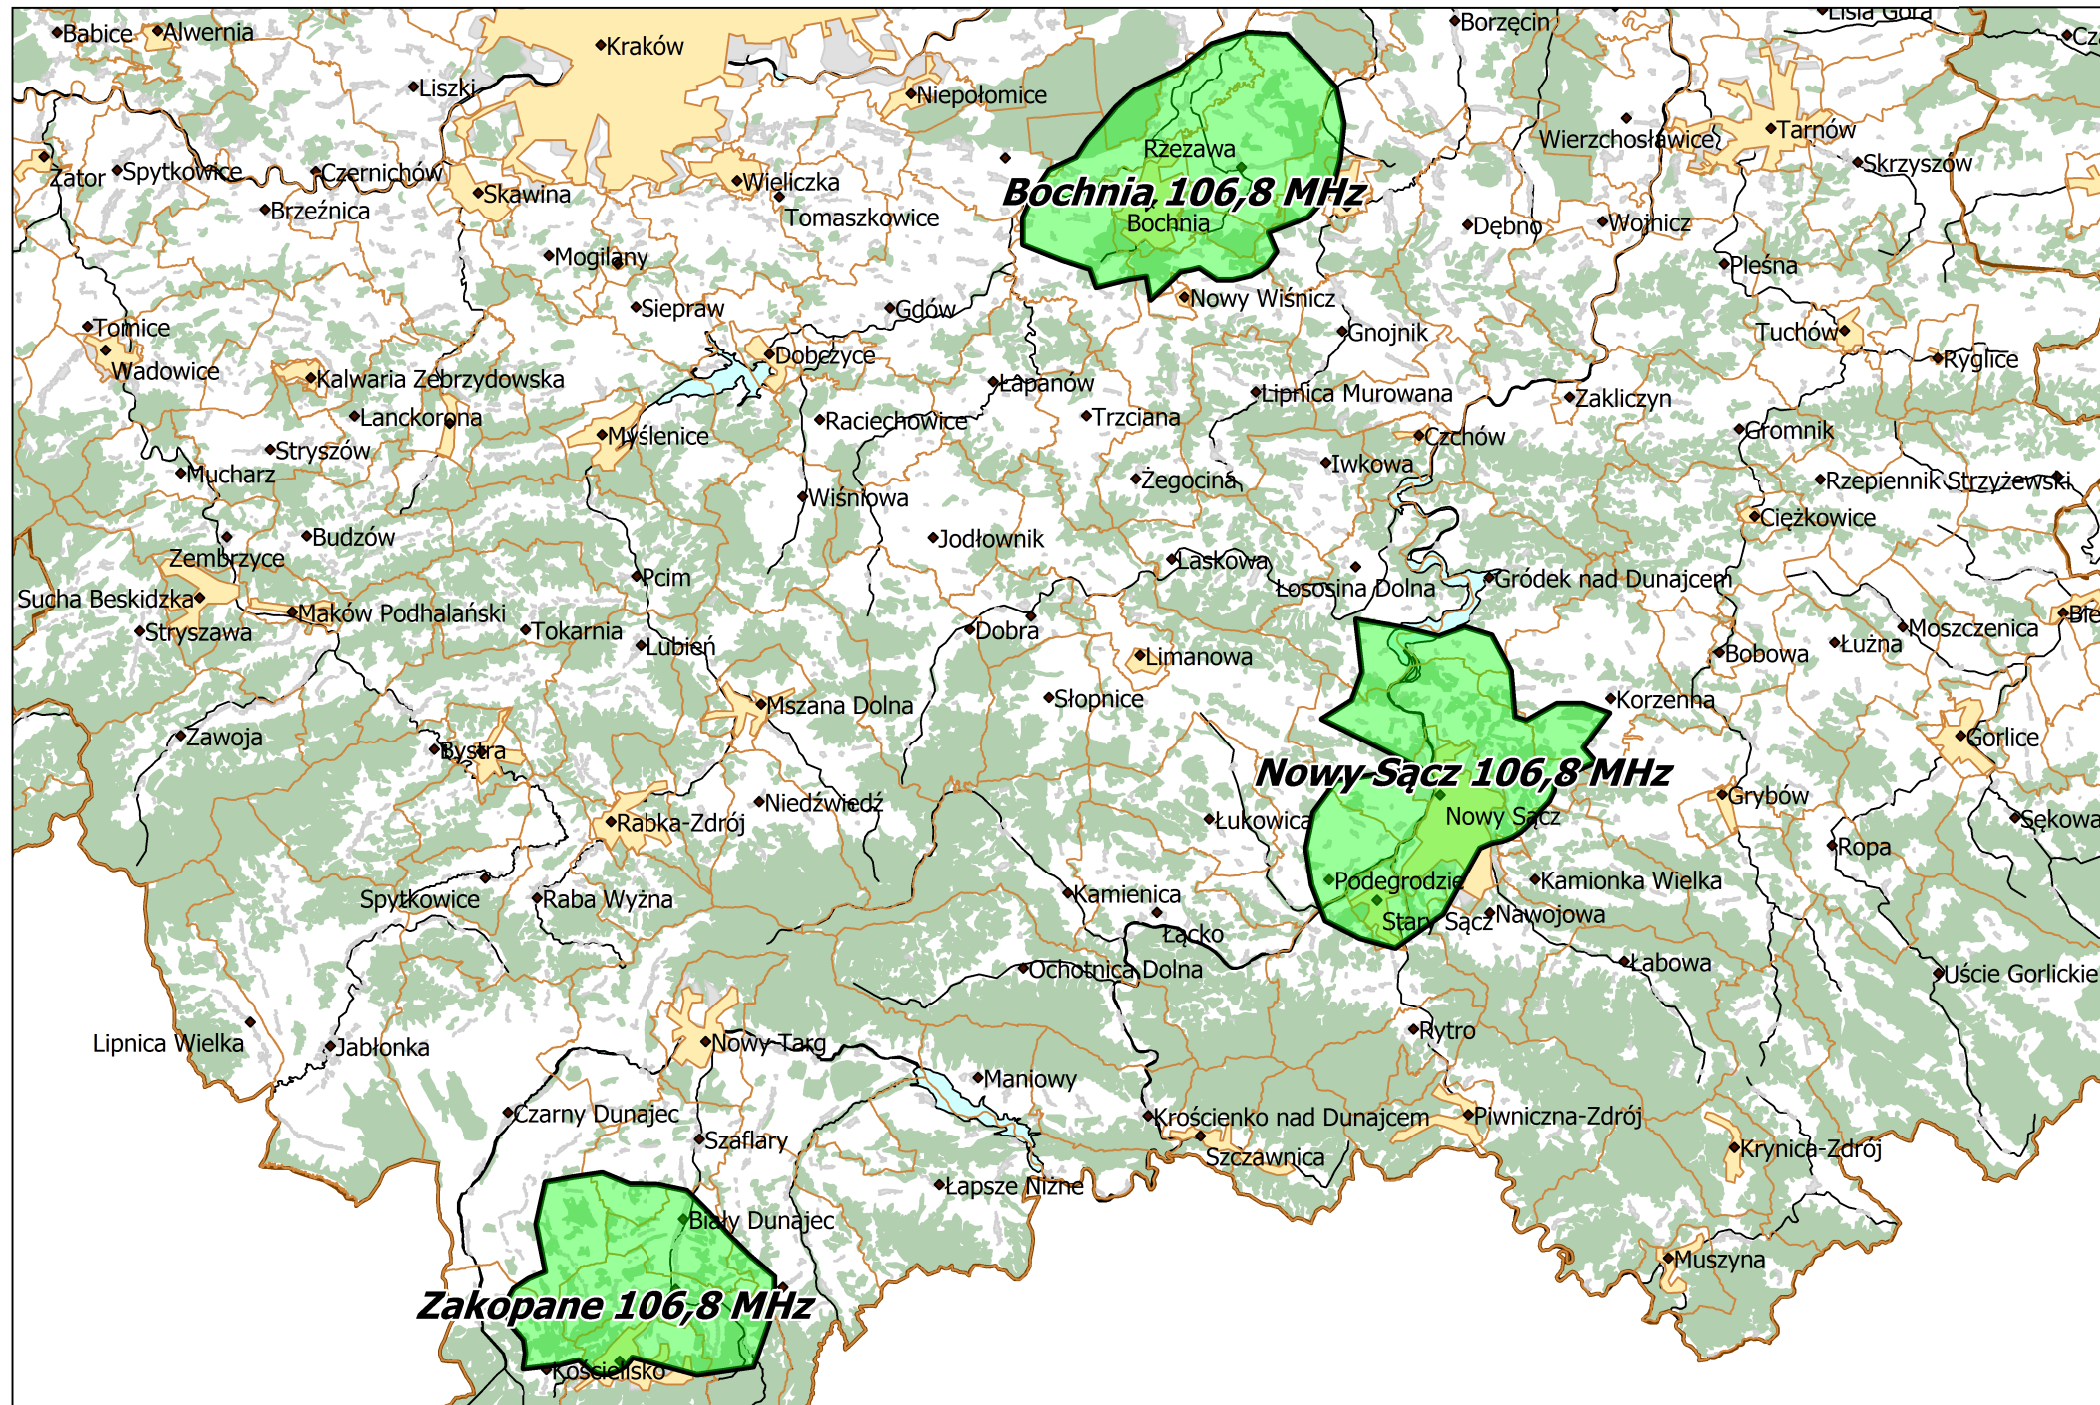 Babice
Alwernia
Kraków
Borzęcin
Lisia Góra
Liszki
Niepołomice
Wierzchosławice
Tarnów
Rzezawa
Zator
Spytkowice
Czernichów
Skawina
Wieliczka
Skrzyszów
Bochnia 106,8 MHz
Brzeźnica
Tomaszkowice
Bochnia
Dębno
Wojnicz
Mogilany
Pleśna
Siepraw
Gdów
Nowy Wiśnicz
Tomice
Gnojnik
Tuchów
Wadowice
Dobczyce
Ryglice
Kalwaria Zebrzydowska
Łapanów
Lipnica Murowana
Zakliczyn
Lanckorona
Raciechowice
Trzciana
Stryszów
Myślenice
Czchów
Gromnik
Mucharz
Żegocina
Iwkowa
Rzepiennik Strzyżewski
Wiśniowa
Ciężkowice
Zembrzyce
Budzów
Jodłownik
Laskowa
Sucha Beskidzka
Pcim
Łososina Dolna
Gródek nad Dunajcem
Maków Podhalański
Bie
Stryszawa
Tokarnia
Lubień
Dobra
Limanowa
Bobowa
Łużna
Moszczenica
Mszana Dolna
Słopnice
Korzenna
Zawoja
Bystra
Gorlice
Nowy Sącz 106,8 MHz
Niedźwiedź
Rabka-Zdrój
Łukowica
Nowy Sącz
Grybów
Sękowa
Ropa
Spytkowice
Raba Wyżna
Kamienica
Podegrodzie
Kamionka Wielka
Łącko
Stary Sącz
Nawojowa
Ochotnica Dolna
Łabowa
Uście Gorlickie
Lipnica Wielka
Jabłonka
Nowy Targ
Rytro
Maniowy
Czarny Dunajec
Szaflary
Krościenko nad Dunajcem
Piwniczna-Zdrój
Szczawnica
Krynica-Zdrój
Łapsze Niżne
Biały Dunajec
Muszyna
Zakopane 106,8 MHz
Kościelisko